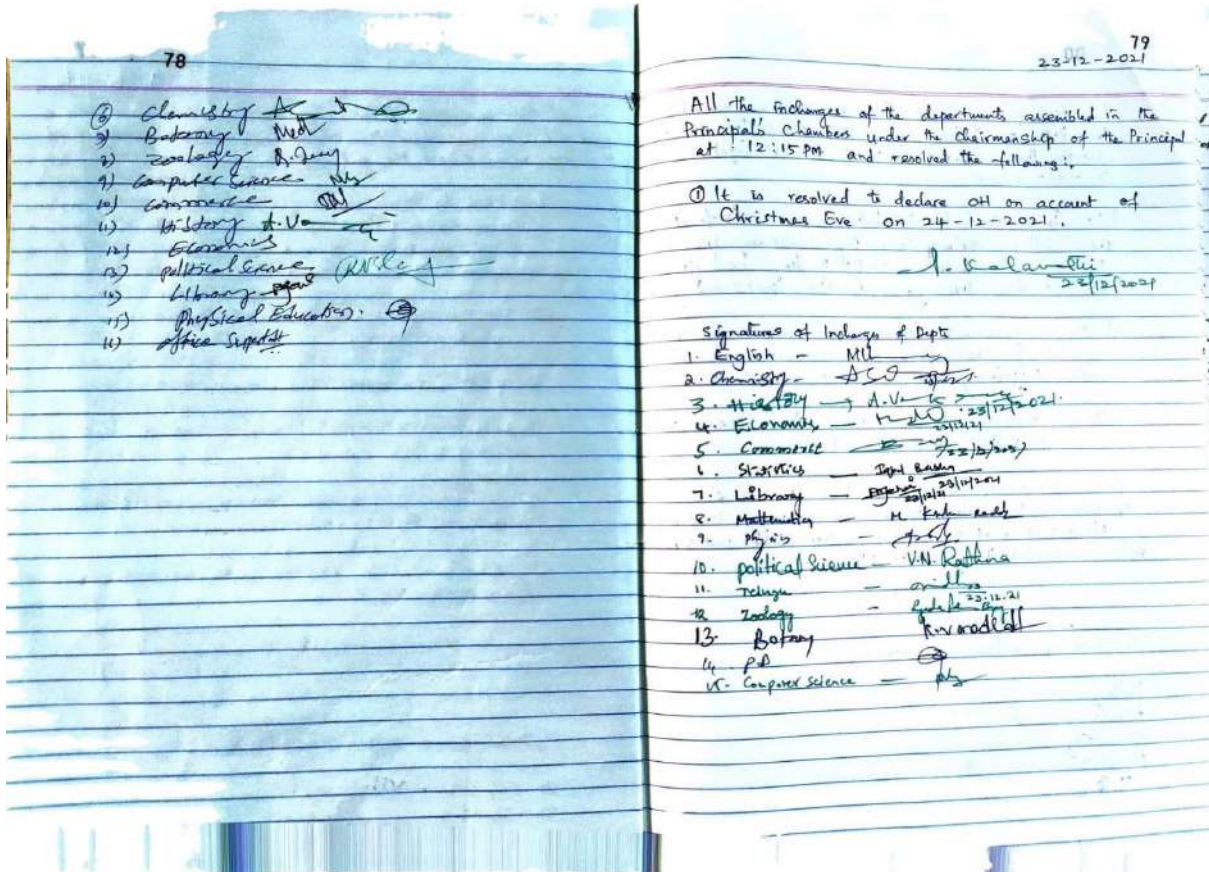 78
⑥ Chemistry
7) Botany
8) Zoology
9) Computer Science
10) Commerce
11) History A.V
12) Economics
13) political Science
14) Library
15) Physical Education.
16) office Supdt
79
23-12-2021
All the incharges of the departments assembled in the
Principal's Chambers under the Chairmanship of the Principal
at 12:15 PM and resolved the following:
① It is resolved to declare OH on account of
Christmas Eve on 24-12-2021.
A. Kalavathi
23/12/2021
Signatures of Incharges of Depts
1. English -
2. Chemistry -
3. History 23/12/2021.
4. Economics - 23/12/21
5. Commerce
6. Statistics - 23/12/2021
7. Library - 23/12/21
8. Mathematics -
9. physics -
10. political Science - V.N. Rathna
11. Telugu - 23.12.21
12 Zoology -
13. Botany
14. P.D
15. Computer Science -